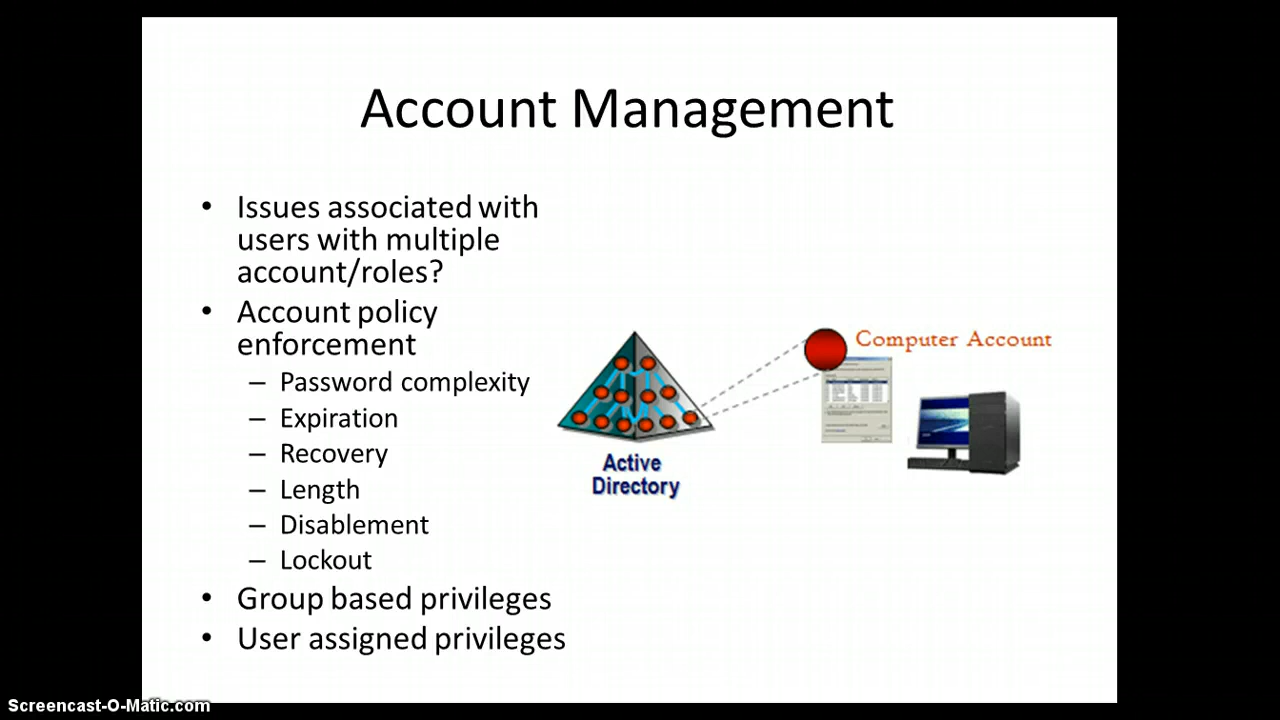 Account Management
• Issues associated with
users with multiple
account/roles?
• Account policy
enforcement
– Password complexity
– Expiration
– Recovery
– Length
– Disablement
– Lockout
• Group based privileges
• User assigned privileges
Active
Directory
Computer Account
Screencast-O-Matic.com